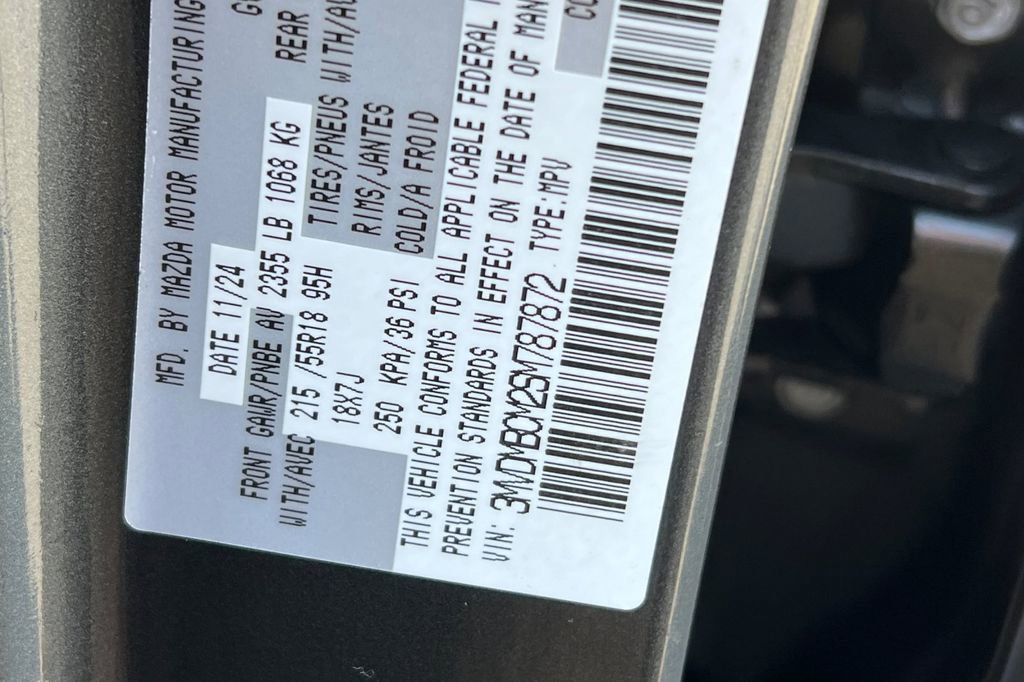 MFD. BY MAZDA MOTOR MANUFACTURING
DATE 11/24
FRONT GAWR/PNBE AV 2355 LB 1068 KG REAR
WITH/AVEC 215 /55R18 95H TIRES/PNEUS WITH/AV
18X7J RIMS/JANTES
250 KPA/36 PSI COLD/A FROID
THIS VEHICLE CONFORMS TO ALL APPLICABLE FEDERAL
PREVENTION STANDARDS IN EFFECT ON THE DATE OF MAN
VIN: 3MVDMBCM2SM787872 TYPE:MPV